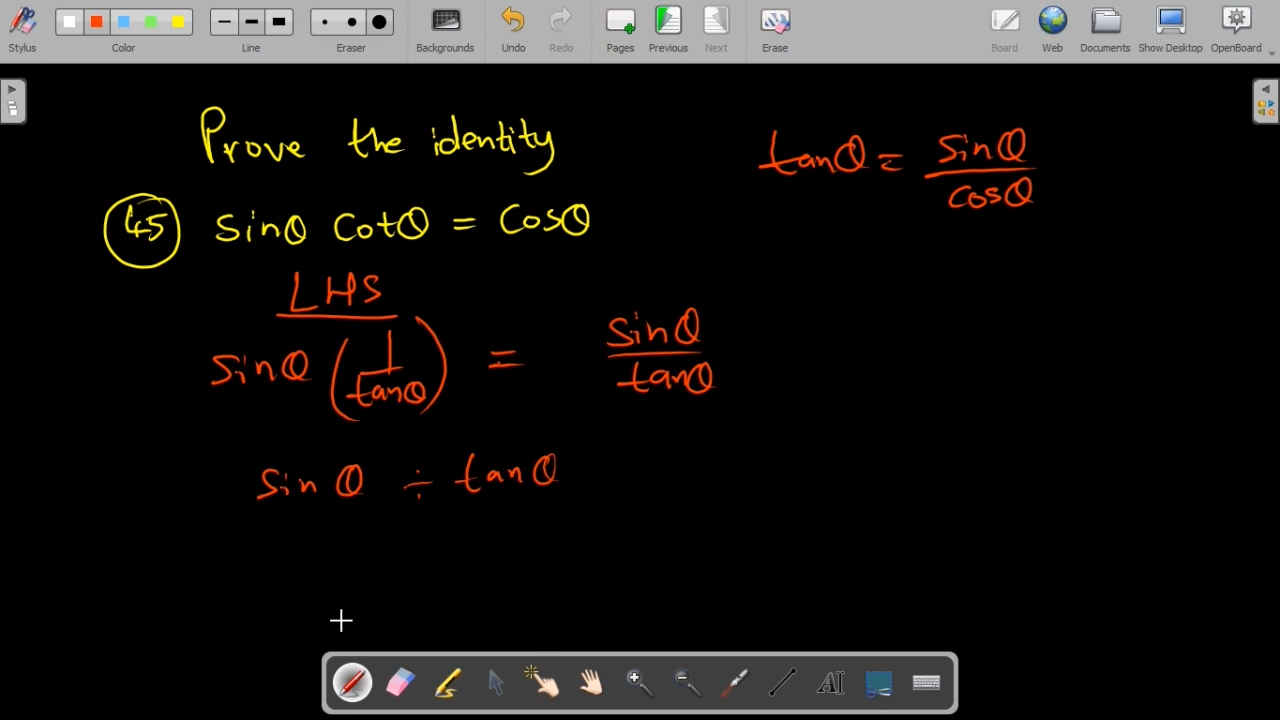 Stylus Color Line Eraser Backgrounds Undo Redo Pages Previous Next Erase Board Web Documents Show Desktop OpenBoard
Prove the identity
tanθ = sinθ/cosθ
45 sinθ cotθ = cosθ
LHS
sinθ (1/tanθ) = sinθ/tanθ
sinθ ÷ tanθ
AI